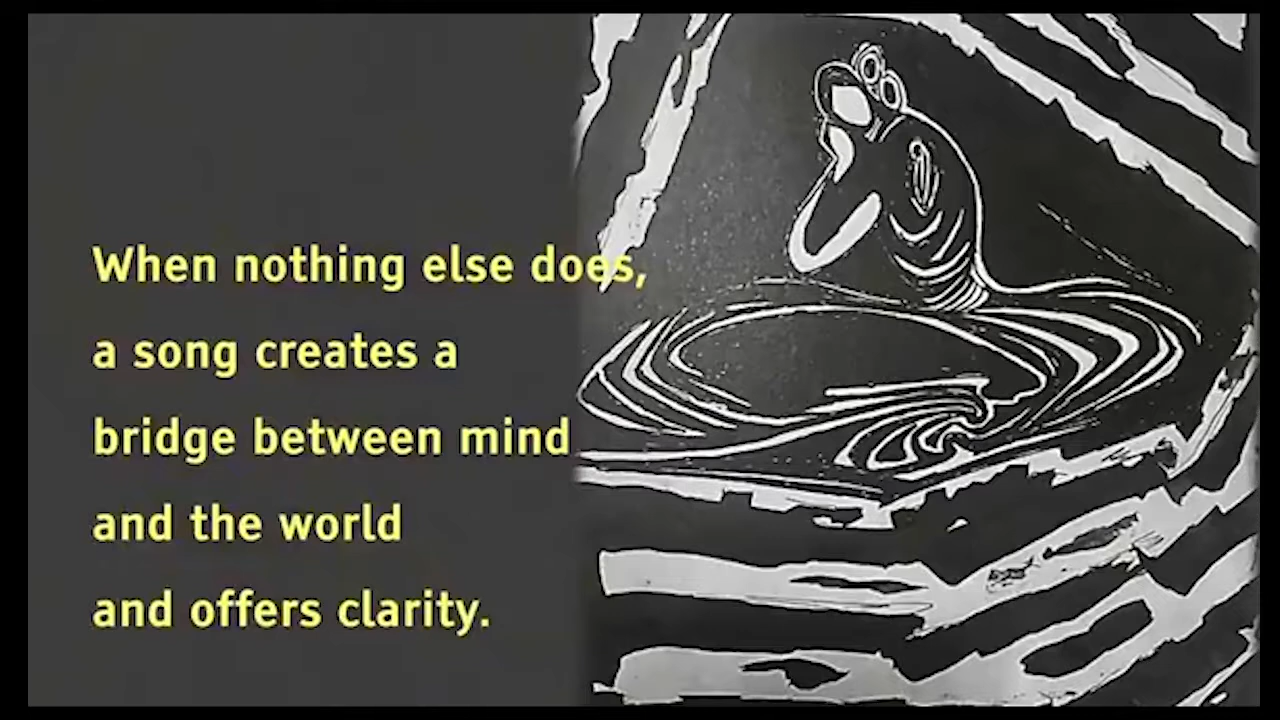 When nothing else does,
a song creates a
bridge between mind
and the world
and offers clarity.